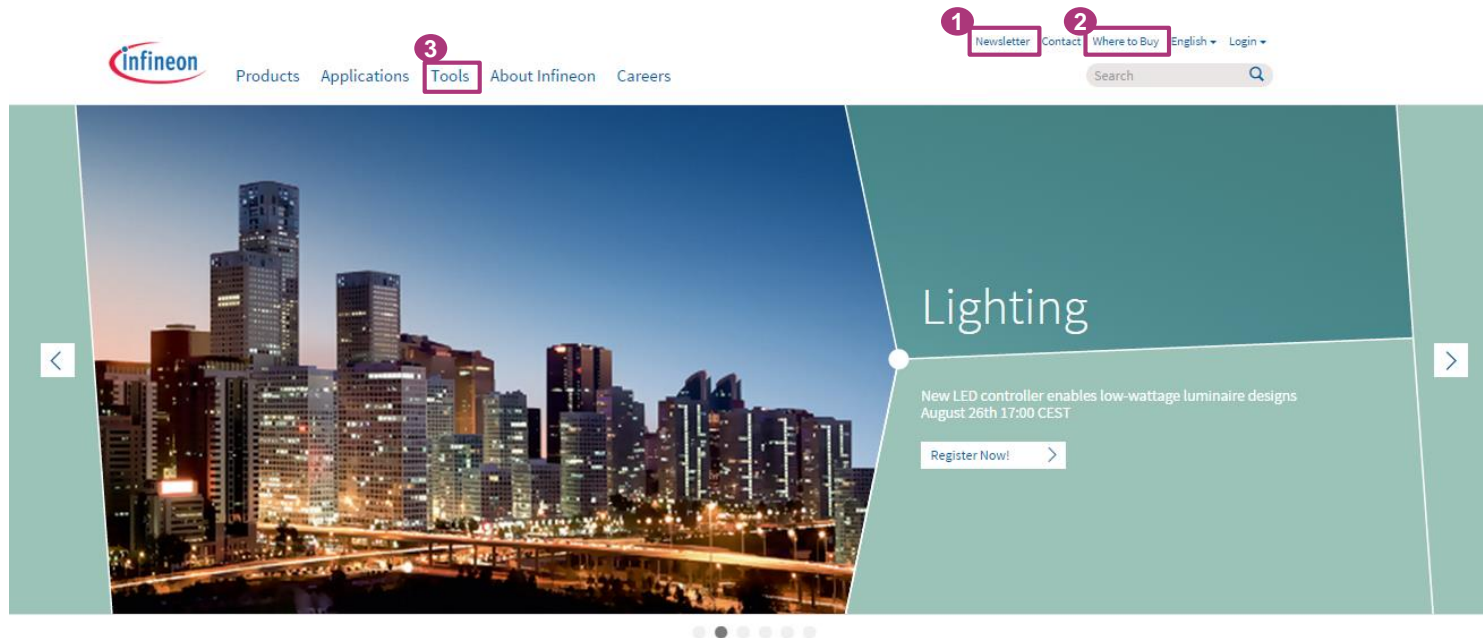 1 2
Newsletter Contact Where to Buy English Login
3
infineon
Products Applications Tools About Infineon Careers
Search
Lighting
New LED controller enables low-wattage luminaire designs
August 26th 17:00 CEST
Register Now!